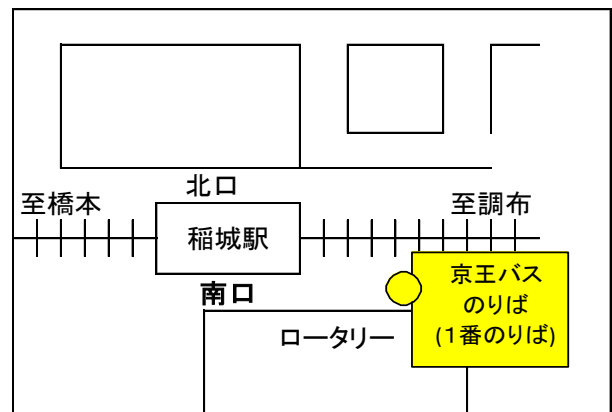 北口
至橋本
至調布
稲城駅
南口
京王バス
のりば
(1番のりば)
ロータリー